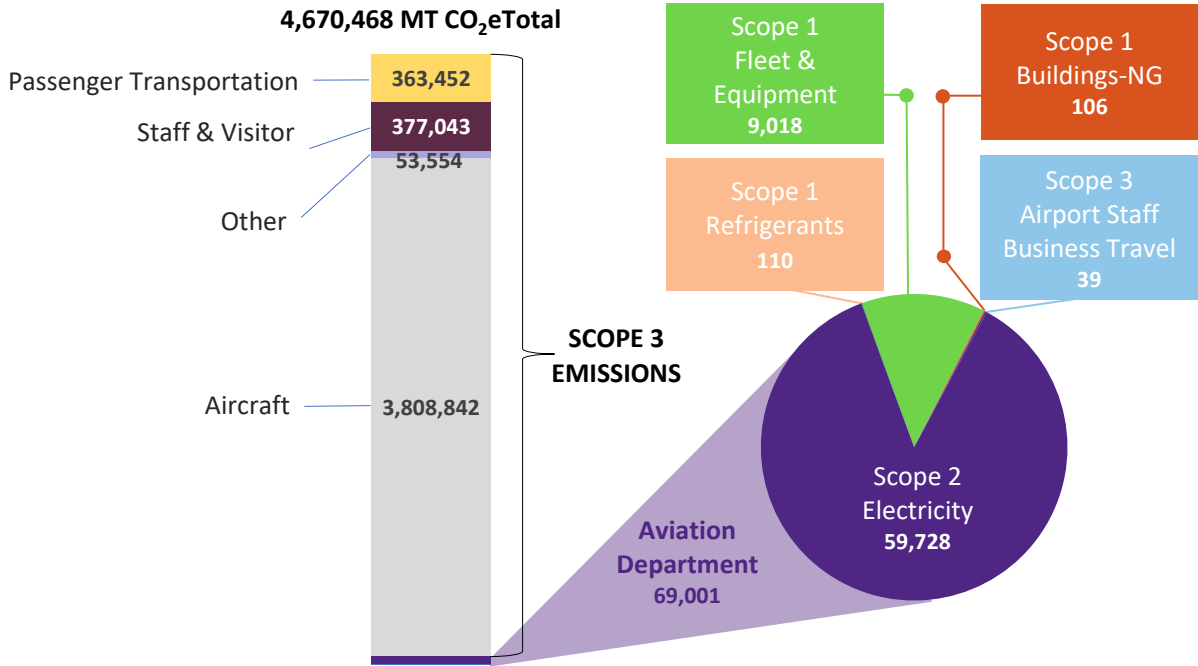 4,670,468 MT CO₂eTotal
Passenger Transportation
363,452
Staff & Visitor
377,043
Other
53,554
Aircraft
3,808,842
SCOPE 3
EMISSIONS
Aviation
Department
69,001
Scope 1
Fleet &
Equipment
9,018
Scope 1
Buildings-NG
106
Scope 1
Refrigerants
110
Scope 3
Airport Staff
Business Travel
39
Scope 2
Electricity
59,728